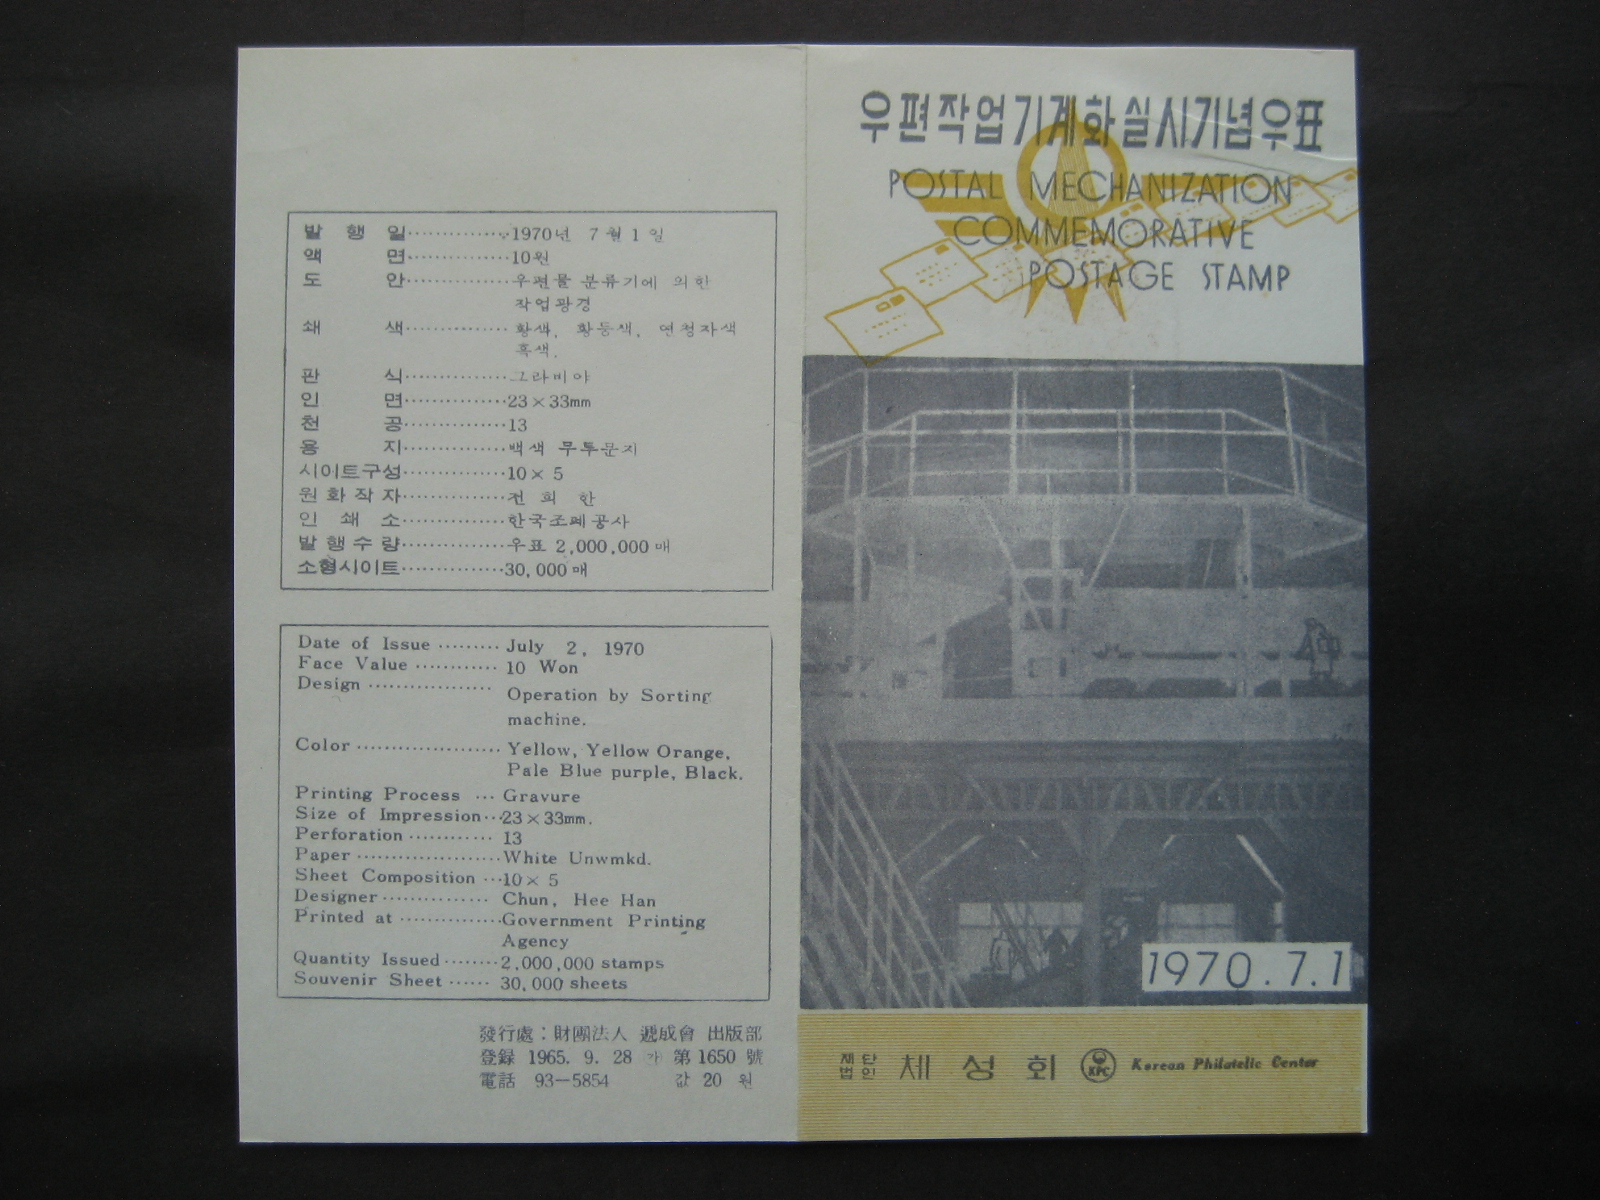 발 행 일 ············· 1970년 7월 1일
액 면 ··············· 10원
도 안 ··············· 우편물 분류기에 의한
작업광경
쇄 색 ··············· 황색, 황등색, 연청자색
흑색.
판 식 ··············· 그라비아
인 면 ··············· 23×33mm
천 공 ··············· 13
용 지 ··············· 백색 무투문지
시이트구성 ··············· 10×5
원 화 작 자 ··············· 전 희 한
인 쇄 소 ··············· 한국조폐공사
발 행 수 량 ··············· 우표 2,000,000매
소형시이트 ··············· 30,000매
Date of Issue ········· July 2, 1970
Face Value ············ 10 Won
Design ·················· Operation by Sorting
machine.
Color ····················· Yellow, Yellow Orange,
Pale Blue purple, Black.
Printing Process ··· Gravure
Size of Impression ··· 23×33mm.
Perforation ············ 13
Paper ····················· White Unwmkd.
Sheet Composition ··· 10×5
Designer ··············· Chun, Hee Han
Printed at ··············· Government Printing
Agency
Quantity Issued ········ 2,000,000 stamps
Souvenir Sheet ······ 30,000 sheets
發行處：財團法人 遞成會 出版部
登録 1965. 9. 28 가 第 1650 號
電話 93—5854 값 20 원
우편작업기계화실시기념우표
POSTAL MECHANIZATION
COMMEMORATIVE
POSTAGE STAMP
1970.7.1
재단
법인 체 성 회 KPC Korean Philatelic Center